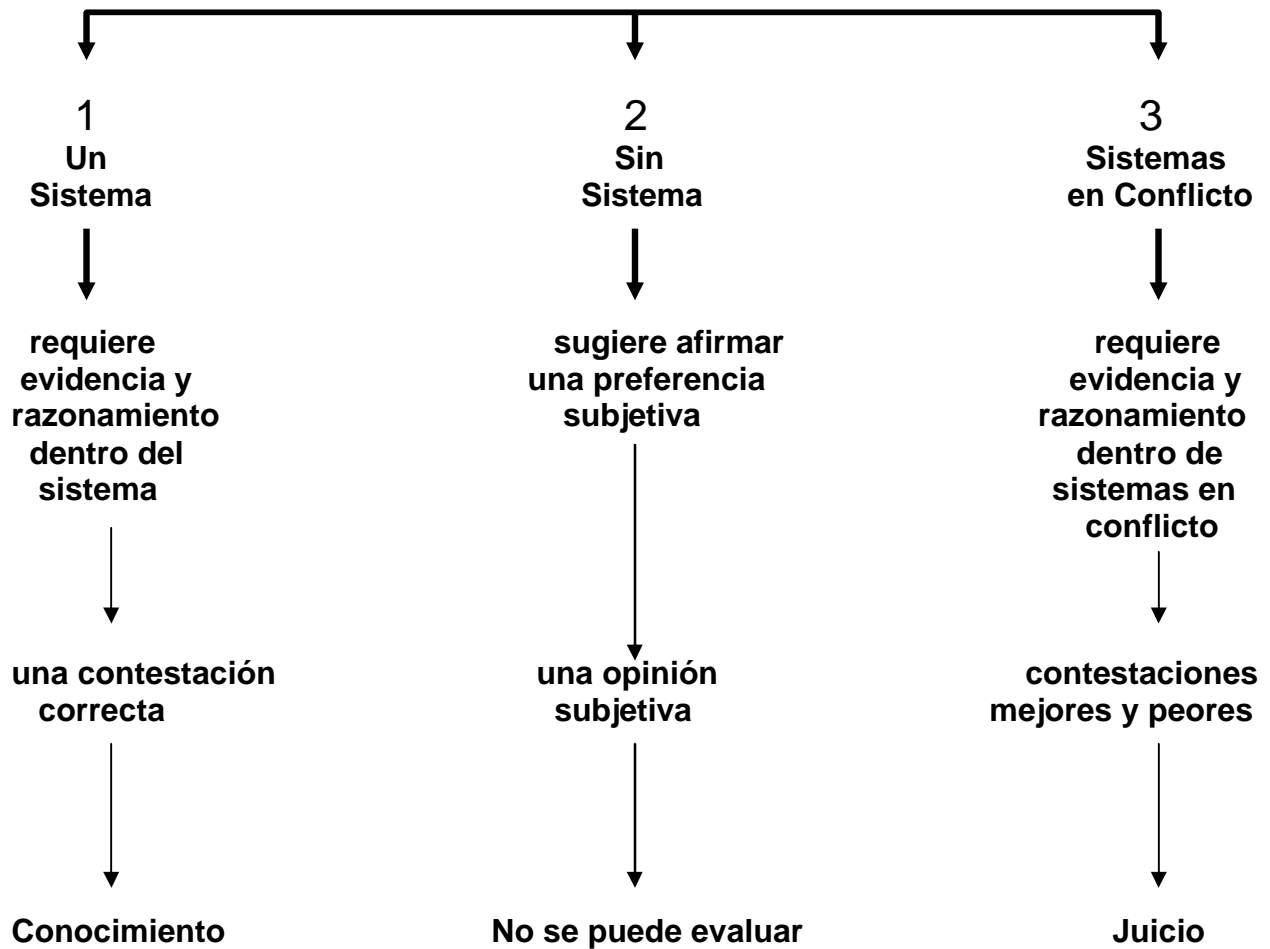 1
Un
Sistema
requiere
evidencia y
razonamiento
dentro del
sistema
una contestación
correcta
Conocimiento
2
Sin
Sistema
sugiere afirmar
una preferencia
subjetiva
una opinión
subjetiva
No se puede evaluar
3
Sistemas
en Conflicto
requiere
evidencia y
razonamiento
dentro de
sistemas en
conflicto
contestaciones
mejores y peores
Juicio